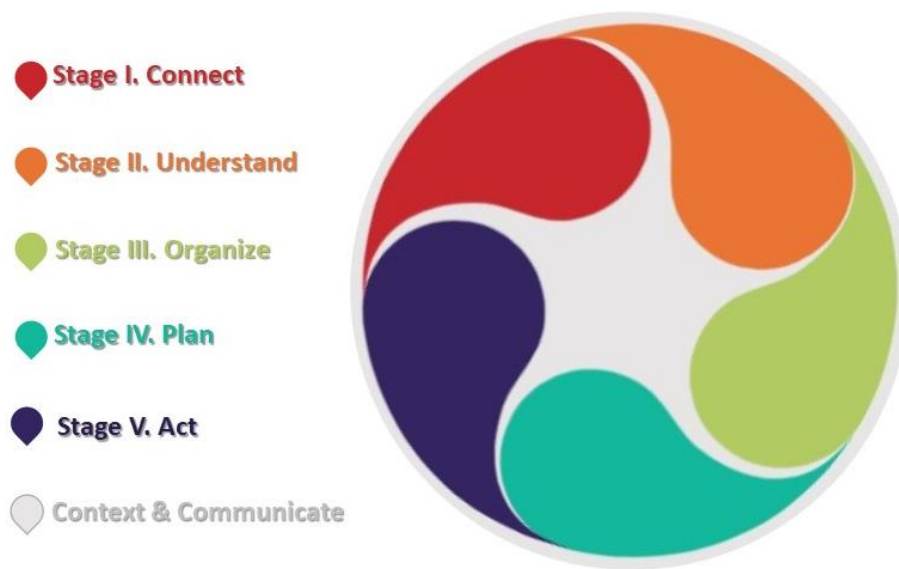 Stage I. Connect
Stage II. Understand
Stage III. Organize
Stage IV. Plan
Stage V. Act
Context & Communicate